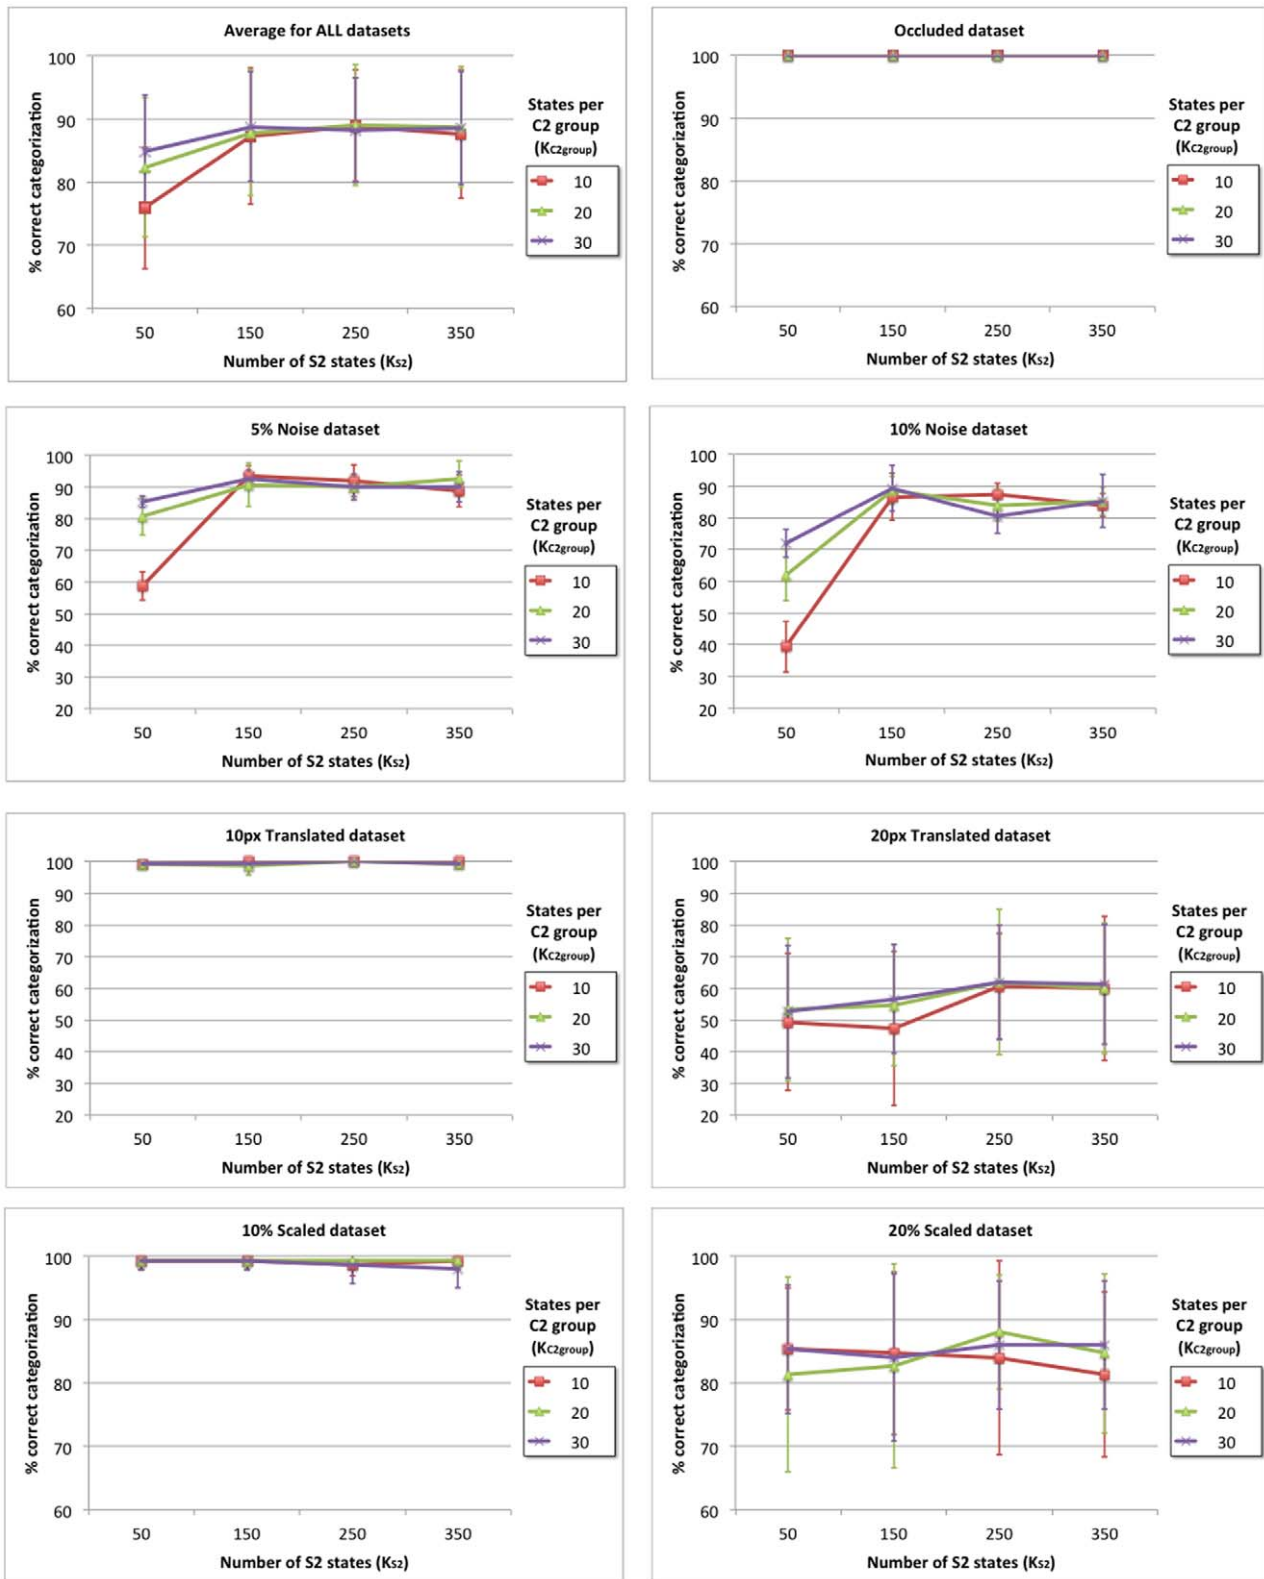 Average for ALL datasets
% correct categorization
100
90
80
70
60
50
150
250
350
Number of S2 states (KS2)
States per
C2 group
(KC2group)
10
20
30
Occluded dataset
% correct categorization
100
90
80
70
60
50
150
250
350
Number of S2 states (KS2)
States per
C2 group
(KC2group)
10
20
30
5% Noise dataset
% correct categorization
100
90
80
70
60
50
40
30
20
50
150
250
350
Number of S2 states (KS2)
States per
C2 group
(KC2group)
10
20
30
10% Noise dataset
% correct categorization
100
90
80
70
60
50
40
30
20
50
150
250
350
Number of S2 states (KS2)
States per
C2 group
(KC2group)
10
20
30
10px Translated dataset
% correct categorization
100
90
80
70
60
50
40
30
20
50
150
250
350
Number of S2 states (KS2)
States per
C2 group
(KC2group)
10
20
30
20px Translated dataset
% correct categorization
100
90
80
70
60
50
40
30
20
50
150
250
350
Number of S2 states (KS2)
States per
C2 group
(KC2group)
10
20
30
10% Scaled dataset
% correct categorization
100
90
80
70
60
50
150
250
350
Number of S2 states (KS2)
States per
C2 group
(KC2group)
10
20
30
20% Scaled dataset
% correct categorization
100
90
80
70
60
50
150
250
350
Number of S2 states (KS2)
States per
C2 group
(KC2group)
10
20
30